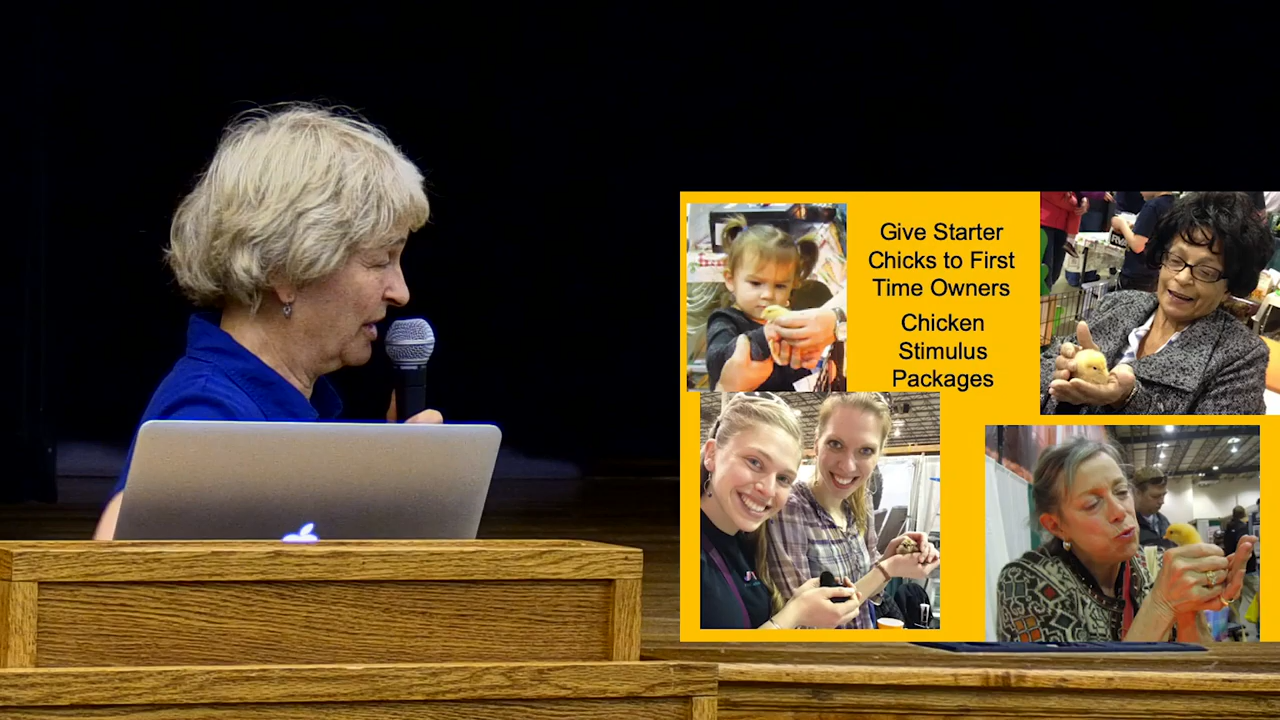 Give Starter
Chicks to First
Time Owners
Chicken
Stimulus
Packages